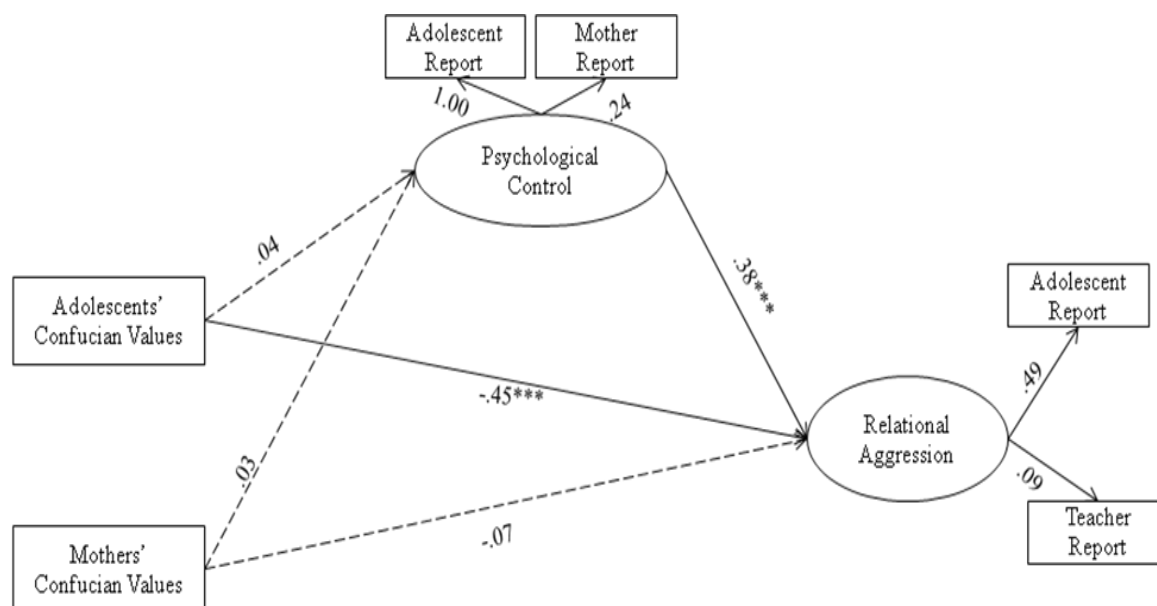 Adolescent
Report
Mother
Report
1.00
.24
Psychological
Control
.04
.38***
Adolescents’
Confucian Values
Adolescent
Report
-.45***
.49
Relational
Aggression
.03
.09
-.07
Teacher
Report
Mothers’
Confucian Values